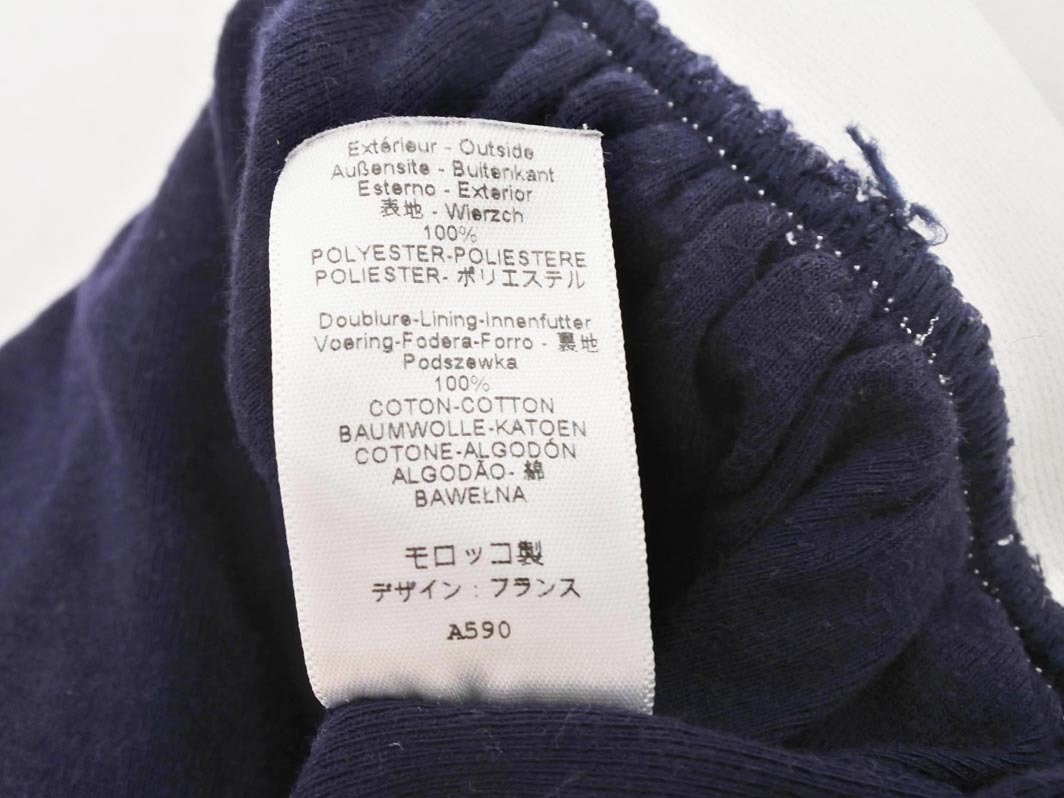 Extérieur - Outside
Außensite - Buitenkant
Esterno - Exterior
表地 - Wierzch
100%
POLYESTER-POLIESTERE
POLIESTER- ポリエステル
Doublure-Lining-Innenfutter
Voering-Fodera-Forro - 裏地
Podszewka
100%
COTON-COTTON
BAUMWOLLE-KATOEN
COTONE-ALGODÓN
ALGODÃO- 綿
BAWEŁNA
モロッコ製
デザイン : フランス
A590